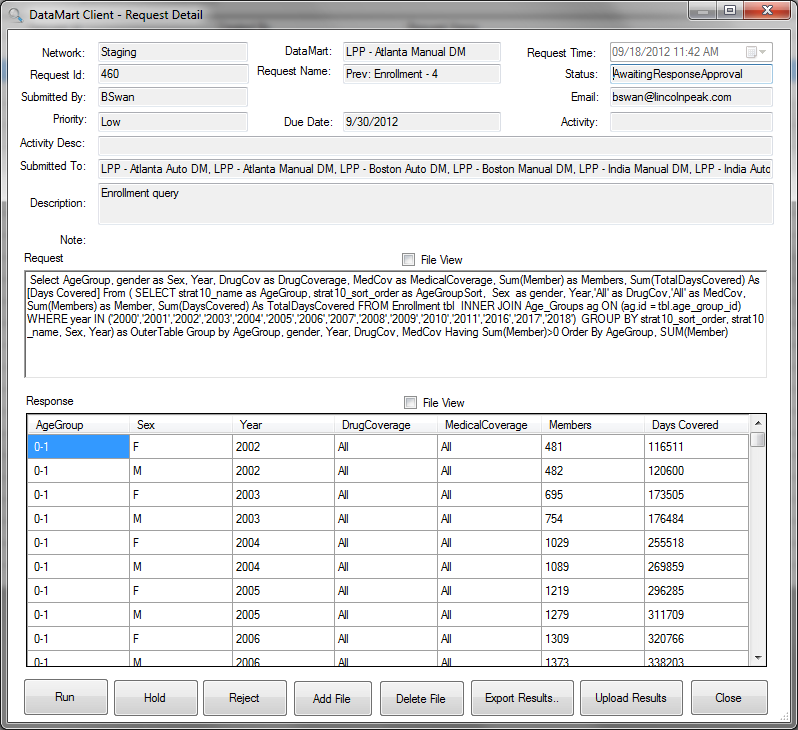 DataMart Client - Request Detail
Network: Staging DataMart: LPP - Atlanta Manual DM Request Time: 09/18/2012 11:42 AM
Request Id: 460 Request Name: Prev: Enrollment - 4 Status: AwaitingResponseApproval
Submitted By: BSwan Email: bswan@lincolnpeak.com
Priority: Low Due Date: 9/30/2012 Activity:
Activity Desc:
Submitted To: LPP - Atlanta Auto DM, LPP - Atlanta Manual DM, LPP - Boston Auto DM, LPP - Boston Manual DM, LPP - India Manual DM, LPP - India Auto
Description: Enrollment query
Note:
Request File View
Select AgeGroup, gender as Sex, Year, DrugCov as DrugCoverage, MedCov as MedicalCoverage, Sum(Member) as Members, Sum(TotalDaysCovered) As
[Days Covered] From ( SELECT strat10_name as AgeGroup, strat10_sort_order as AgeGroupSort, Sex as gender, Year,'All' as DrugCov,'All' as MedCov,
Sum(Members) as Member, Sum(DaysCovered) As TotalDaysCovered FROM Enrollment tbl INNER JOIN Age_Groups ag ON (ag.id = tbl.age_group_id)
WHERE year IN ('2000','2001','2002','2003','2004','2005','2006','2007','2008','2009','2010','2011','2016','2017','2018') GROUP BY strat10_sort_order, strat10
_name, Sex, Year) as OuterTable Group by AgeGroup, gender, Year, DrugCov, MedCov Having Sum(Member)>0 Order By AgeGroup, SUM(Member)
Response File View
AgeGroup Sex Year DrugCoverage MedicalCoverage Members Days Covered
0-1 F 2002 All All 481 116511
0-1 M 2002 All All 482 120600
0-1 F 2003 All All 695 173505
0-1 M 2003 All All 754 176484
0-1 F 2004 All All 1029 255518
0-1 M 2004 All All 1089 269859
0-1 F 2005 All All 1219 296285
0-1 M 2005 All All 1279 311709
0-1 F 2006 All All 1309 320766
0-1 M 2006 All All 1373 338203
Run Hold Reject Add File Delete File Export Results.. Upload Results Close